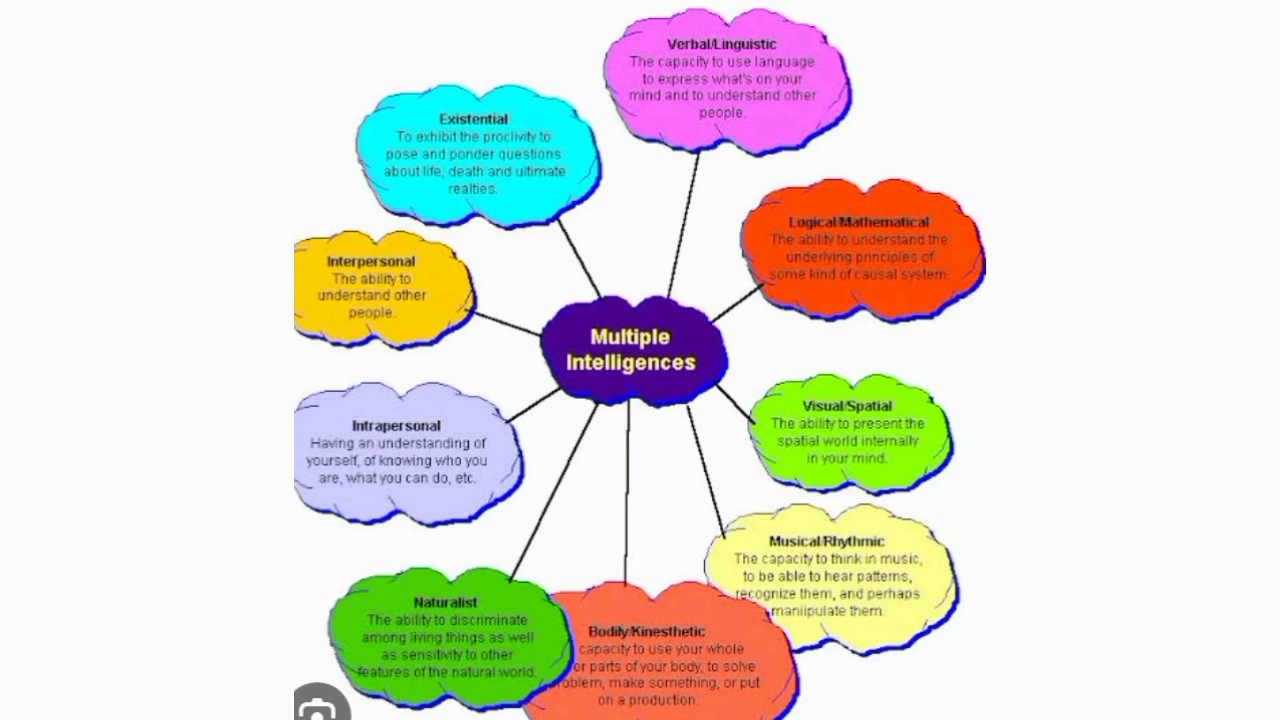 Verbal/Linguistic
The capacity to use language
to express what's on your
mind and to understand other
people.
Existential
To exhibit the proclivity to
pose and ponder questions
about life, death and ultimate
realties.
Logical/Mathematical
The ability to understand the
underlying principles of
some kind of causal system.
Interpersonal
The ability to
understand other
people.
Multiple
Intelligences
Visual/Spatial
The ability to present the
spatial world internally
in your mind.
Intrapersonal
Having an understanding of
yourself, of knowing who you
are, what you can do, etc.
Musical/Rhythmic
The capacity to think in music,
to be able to hear patterns,
recognize them, and perhaps
maniipulate them.
Naturalist
The ability to discriminate
among living things as well
as sensitivity to other
features of the natural world.
Bodily/Kinesthetic
capacity to use your whole
or parts of your body, to solve
make something, or put
on a production.